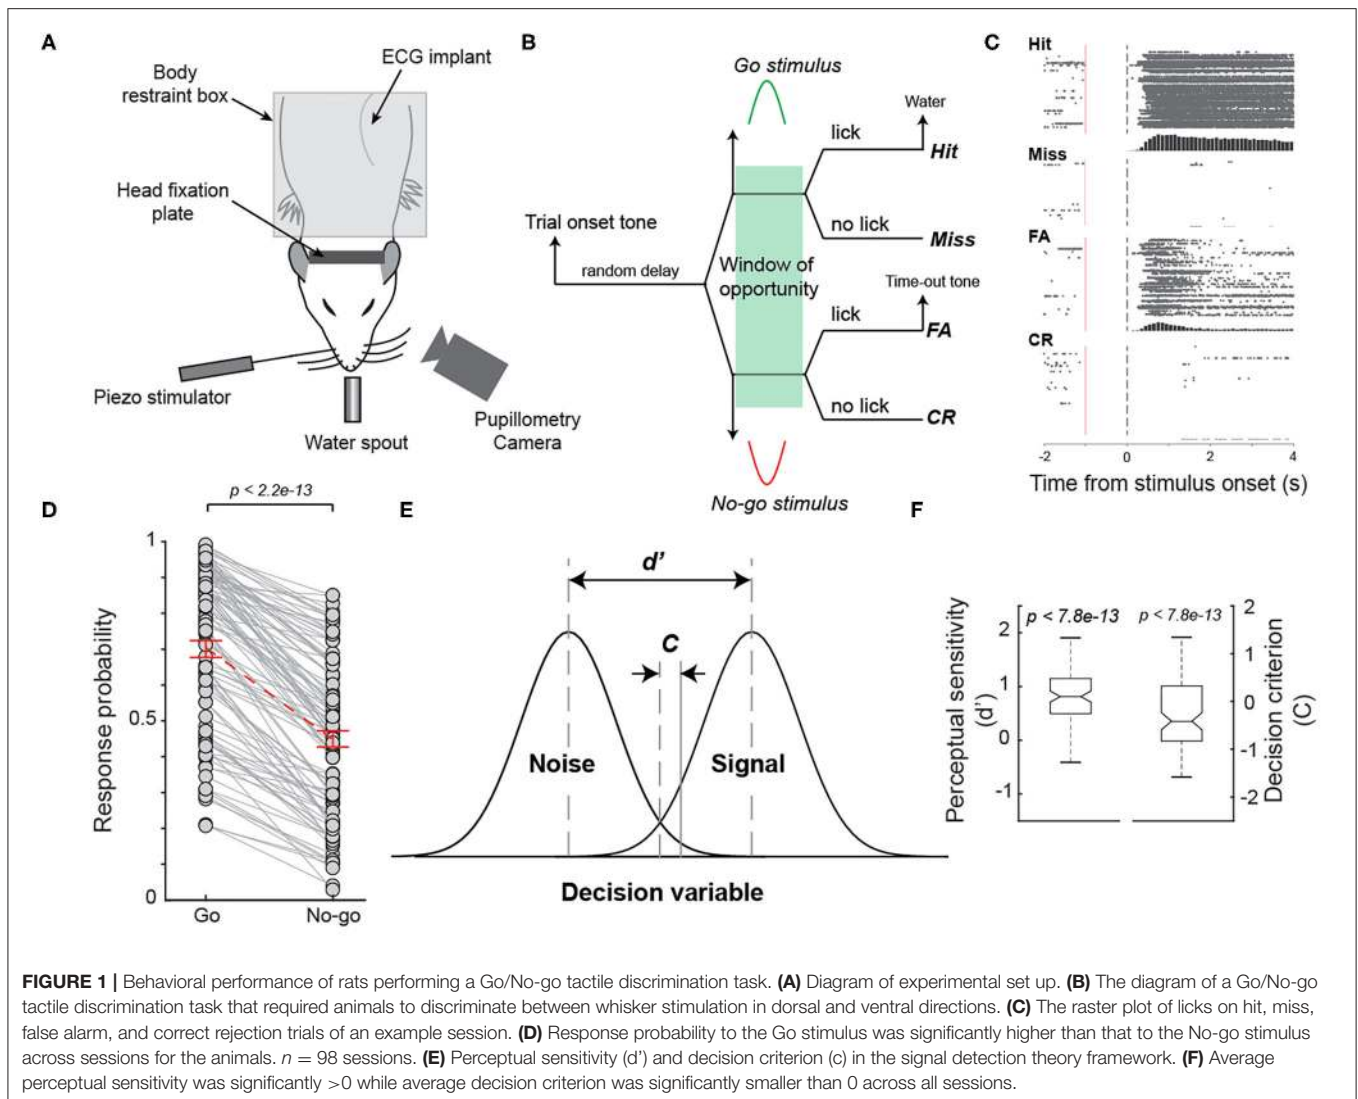 A
Body
restraint box
ECG implant
Head fixation
plate
Piezo stimulator
Water spout
Pupillometry
Camera
B
Go stimulus
Trial onset tone
random delay
Window of
opportunity
lick
Water
Hit
no lick
Miss
lick
Time-out tone
FA
no lick
CR
No-go stimulus
C
Hit
Miss
FA
CR
-2
0
2
4
Time from stimulus onset (s)
D
p < 2.2e-13
1
0.5
0
Response probability
Go
No-go
E
d'
C
Noise
Signal
Decision variable
F
p < 7.8e-13
p < 7.8e-13
2
1
0
-1
Perceptual sensitivity
(d')
2
1
0
-1
-2
Decision criterion
(C)
FIGURE 1 | Behavioral performance of rats performing a Go/No-go tactile discrimination task. (A) Diagram of experimental set up. (B) The diagram of a Go/No-go
tactile discrimination task that required animals to discriminate between whisker stimulation in dorsal and ventral directions. (C) The raster plot of licks on hit, miss,
false alarm, and correct rejection trials of an example session. (D) Response probability to the Go stimulus was significantly higher than that to the No-go stimulus
across sessions for the animals. n = 98 sessions. (E) Perceptual sensitivity (d') and decision criterion (c) in the signal detection theory framework. (F) Average
perceptual sensitivity was significantly >0 while average decision criterion was significantly smaller than 0 across all sessions.